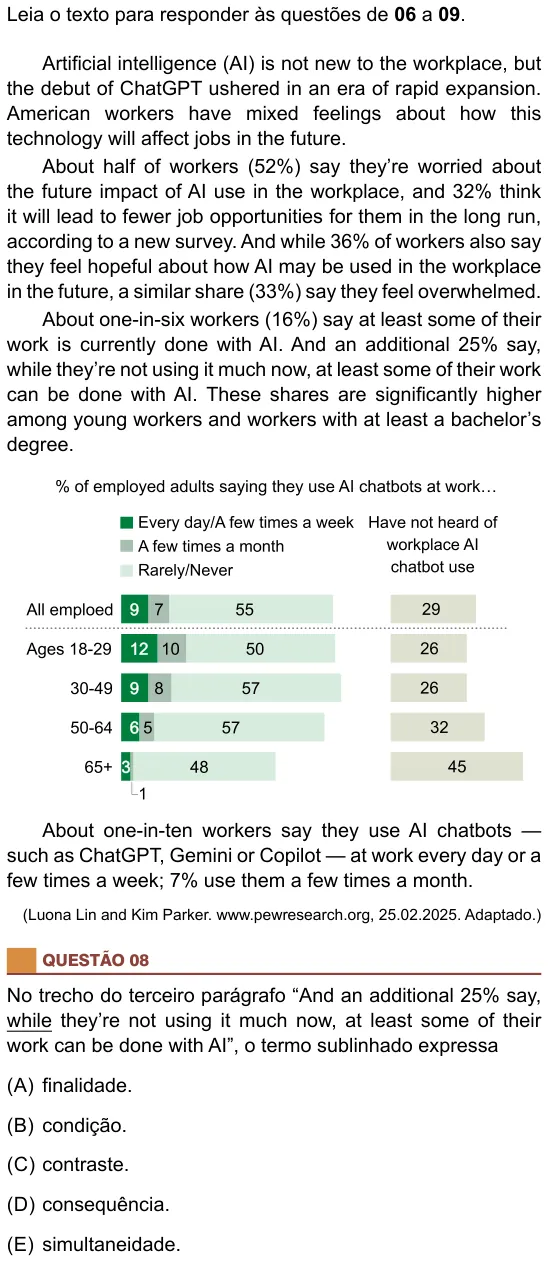 Leia o texto para responder às questões de 06 a 09.
Artificial intelligence (AI) is not new to the workplace, but
the debut of ChatGPT ushered in an era of rapid expansion.
American workers have mixed feelings about how this
technology will affect jobs in the future.
About half of workers (52%) say they’re worried about
the future impact of AI use in the workplace, and 32% think
it will lead to fewer job opportunities for them in the long run,
according to a new survey. And while 36% of workers also say
they feel hopeful about how AI may be used in the workplace
in the future, a similar share (33%) say they feel overwhelmed.
About one-in-six workers (16%) say at least some of their
work is currently done with AI. And an additional 25% say,
while they’re not using it much now, at least some of their work
can be done with AI. These shares are significantly higher
among young workers and workers with at least a bachelor’s
degree.
% of employed adults saying they use AI chatbots at work…
Every day/A few times a week
A few times a month
Rarely/Never
Have not heard of
workplace AI
chatbot use
All emploed 9 7 55 29
Ages 18-29 12 10 50 26
30-49 9 8 57 26
50-64 6 5 57 32
65+ 3 48 45
1
About one-in-ten workers say they use AI chatbots —
such as ChatGPT, Gemini or Copilot — at work every day or a
few times a week; 7% use them a few times a month.
(Luona Lin and Kim Parker. www.pewresearch.org, 25.02.2025. Adaptado.)
QUESTÃO 08
No trecho do terceiro parágrafo “And an additional 25% say,
while they’re not using it much now, at least some of their
work can be done with AI”, o termo sublinhado expressa
(A) finalidade.
(B) condição.
(C) contraste.
(D) consequência.
(E) simultaneidade.